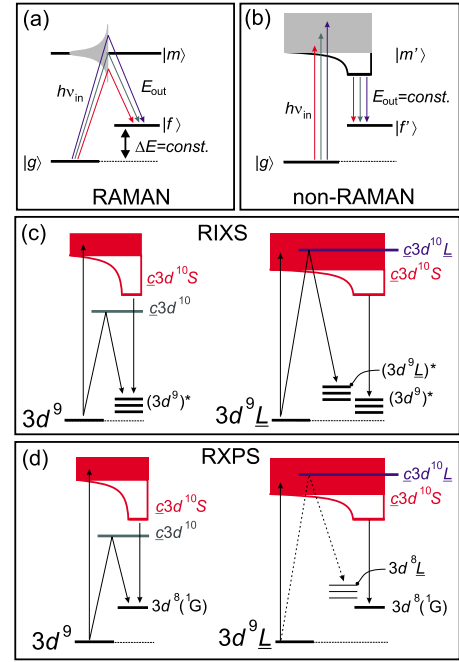 (a)
|m⟩
hν_in
E_out
|f⟩
ΔE=const.
|g⟩
RAMAN
(b)
|m'⟩
hν_in
E_out=const.
|f'⟩
|g⟩
non-RAMAN
(c)
RIXS
c3d^10S
c3d^10
(3d^9)*
3d^9
c3d^10L
c3d^10S
(3d^9L)*
(3d^9)*
3d^9L
(d)
RXPS
c3d^10S
c3d^10
3d^8(^1G)
3d^9
c3d^10L
c3d^10S
3d^8L
3d^8(^1G)
3d^9L